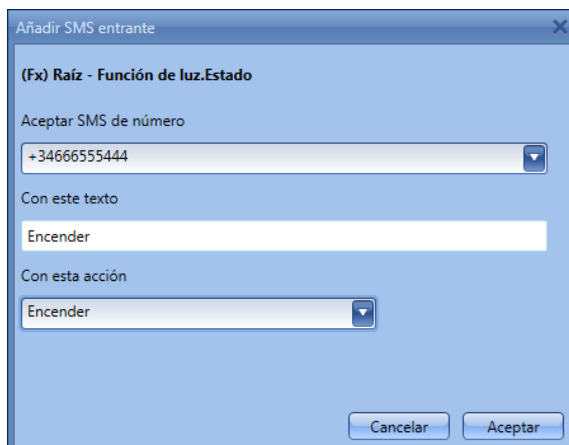 Añadir SMS entrante
(Fx) Raíz - Función de luz.Estado
Aceptar SMS de número
+34666555444
Con este texto
Encender
Con esta acción
Encender
Cancelar Aceptar